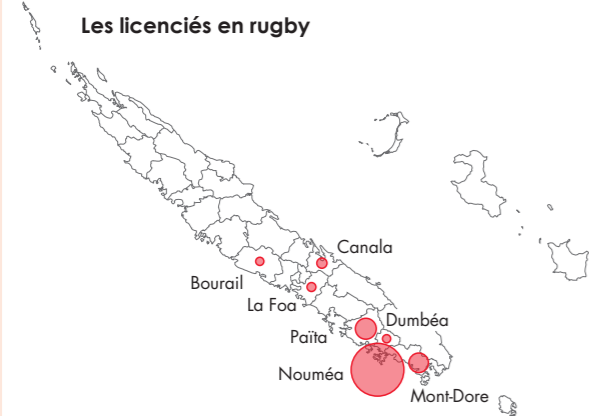 Les licenciés en rugby
Canala
Bourail
La Foa
Dumbéa
Païta
Nouméa
Mont-Dore